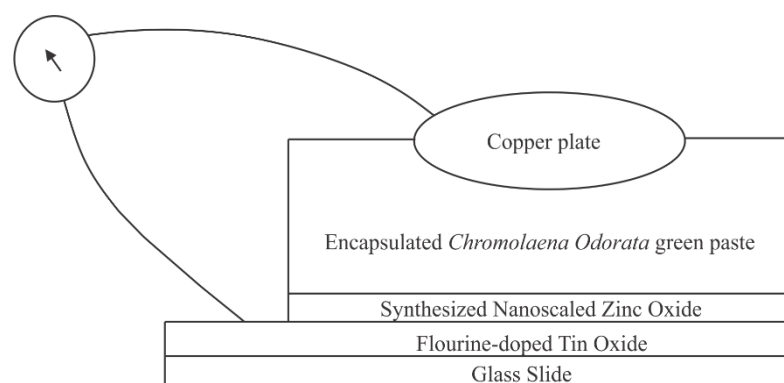 Copper plate
Encapsulated Chromolaena Odorata green paste
Synthesized Nanoscaled Zinc Oxide
Flourine-doped Tin Oxide
Glass Slide